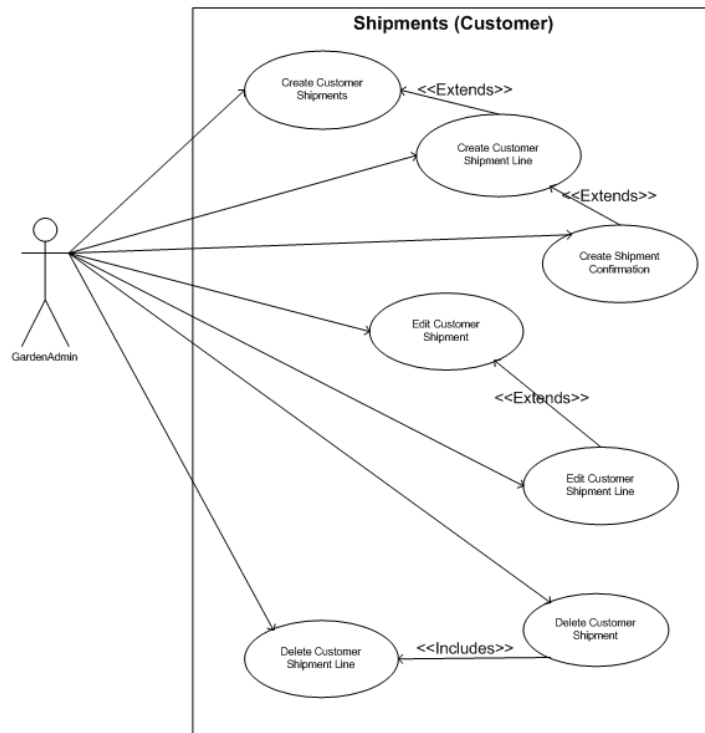 Shipments (Customer)
Create Customer
Shipments
<<Extends>>
Create Customer
Shipment Line
<<Extends>>
Create Shipment
Confirmation
GardenAdmin
Edit Customer
Shipment
<<Extends>>
Edit Customer
Shipment Line
Delete Customer
Shipment
<<Includes>>
Delete Customer
Shipment Line